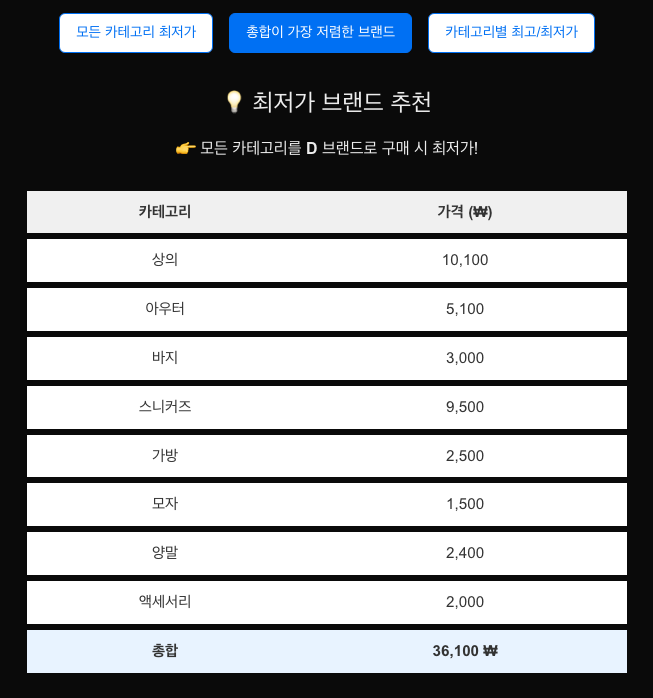 모든 카테고리 최저가 총합이 가장 저렴한 브랜드 카테고리별 최고/최저가
💡 최저가 브랜드 추천
👉 모든 카테고리를 D 브랜드로 구매 시 최저가!
카테고리 가격 (₩)
상의 10,100
아우터 5,100
바지 3,000
스니커즈 9,500
가방 2,500
모자 1,500
양말 2,400
액세서리 2,000
총합 36,100 ₩